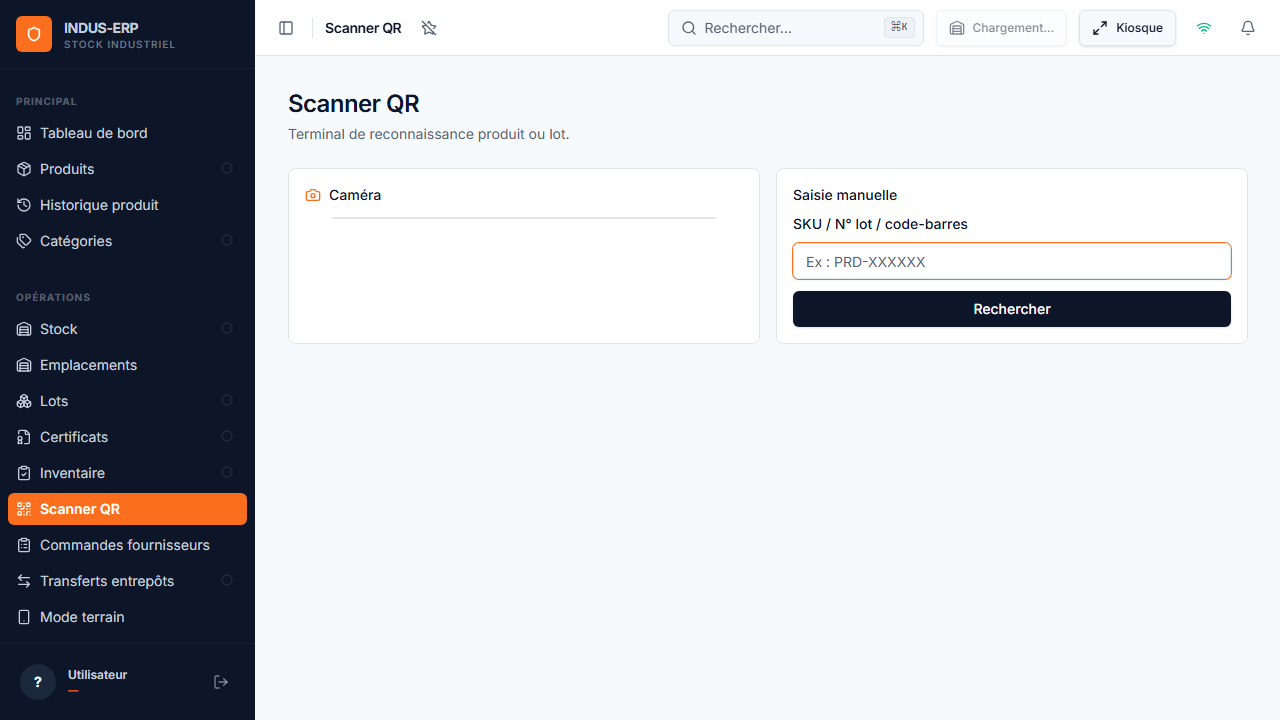 INDUS-ERP
STOCK INDUSTRIEL
PRINCIPAL
Tableau de bord
Produits
Historique produit
Catégories
OPÉRATIONS
Stock
Emplacements
Lots
Certificats
Inventaire
Scanner QR
Commandes fournisseurs
Transferts entrepôts
Mode terrain
?
Utilisateur
—
Scanner QR
Rechercher...
⌘K
Chargement...
Kiosque
Scanner QR
Terminal de reconnaissance produit ou lot.
Caméra
Saisie manuelle
SKU / N° lot / code-barres
Ex : PRD-XXXXXX
Rechercher